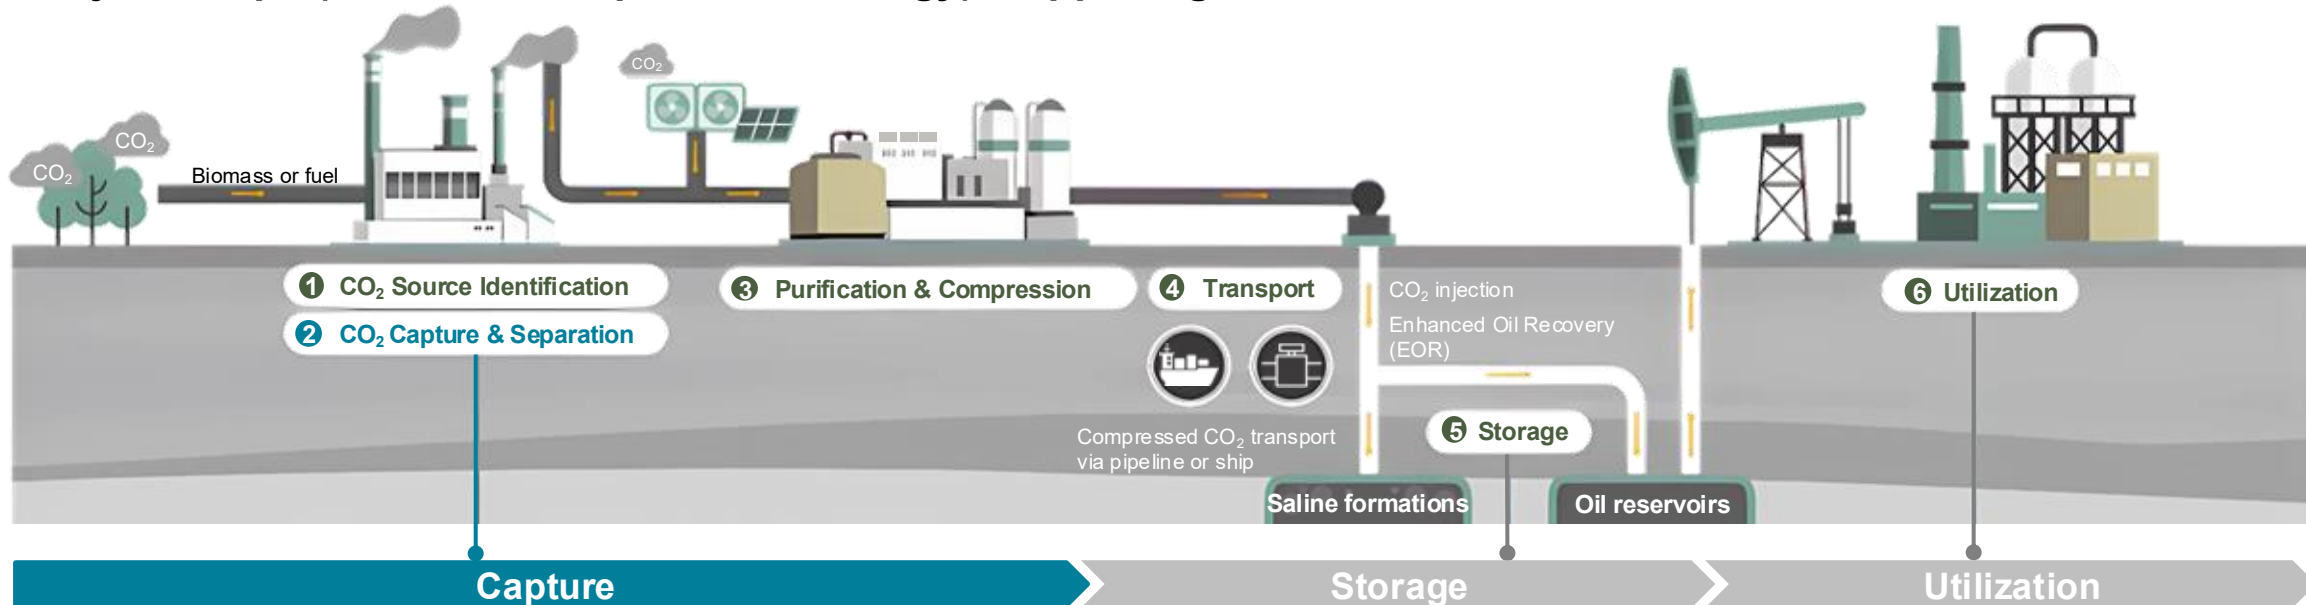 CO₂
CO₂
CO₂
Biomass or fuel
1 CO₂ Source Identification
2 CO₂ Capture & Separation
3 Purification & Compression
4 Transport
CO₂ injection
Enhanced Oil Recovery
(EOR)
6 Utilization
Compressed CO₂ transport
via pipeline or ship
5 Storage
Saline formations
Oil reservoirs
Capture
Storage
Utilization